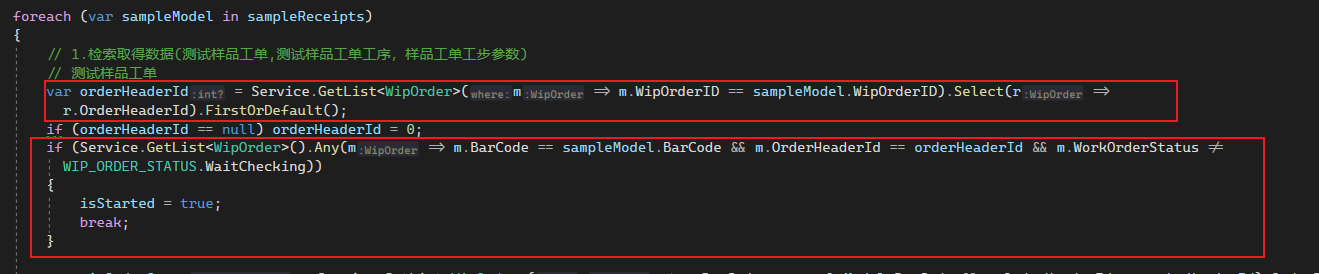 foreach (var sampleModel in sampleReceipts)
{
// 1.检索取得数据(测试样品工单,测试样品工单工序，样品工单工步参数)
// 测试样品工单
var orderHeaderId:int? = Service.GetList<WipOrder>(where:m:WipOrder => m.WipOrderID == sampleModel.WipOrderID).Select(r:WipOrder =>
r.OrderHeaderId).FirstOrDefault();
if (orderHeaderId == null) orderHeaderId = 0;
if (Service.GetList<WipOrder>().Any(m:WipOrder => m.BarCode == sampleModel.BarCode && m.OrderHeaderId == orderHeaderId && m.WorkOrderStatus ≠
WIP_ORDER_STATUS.WaitChecking))
{
isStarted = true;
break;
}